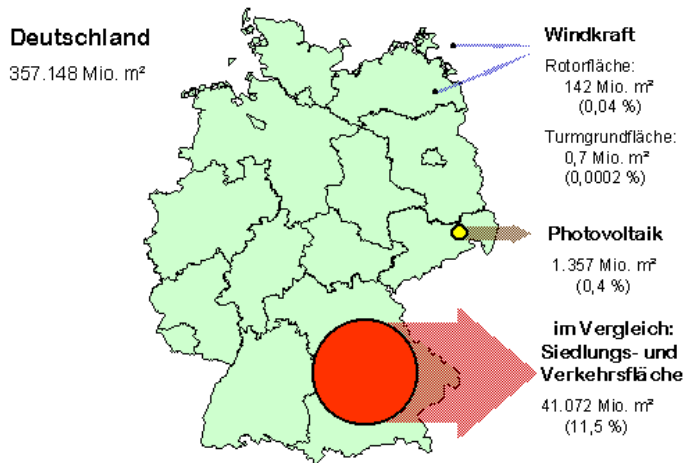 Deutschland
357.148 Mio. m²
Windkraft
Rotorfläche:
142 Mio. m²
(0,04 %)
Turmgrundfläche:
0,7 Mio. m²
(0,0002 %)
Photovoltaik
1.357 Mio. m²
(0,4 %)
im Vergleich:
Siedlungs- und
Verkehrsfläche
41.072 Mio. m²
(11,5 %)